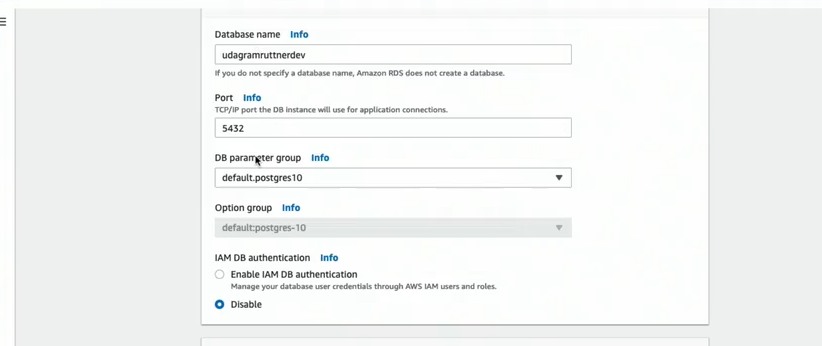 Database name Info
udagramruttnerdev
If you do not specify a database name, Amazon RDS does not create a database.
Port Info
TCP/IP port the DB instance will use for application connections.
5432
DB parameter group Info
default.postgres10
Option group Info
default:postgres-10
IAM DB authentication Info
Enable IAM DB authentication
Manage your database user credentials through AWS IAM users and roles.
Disable